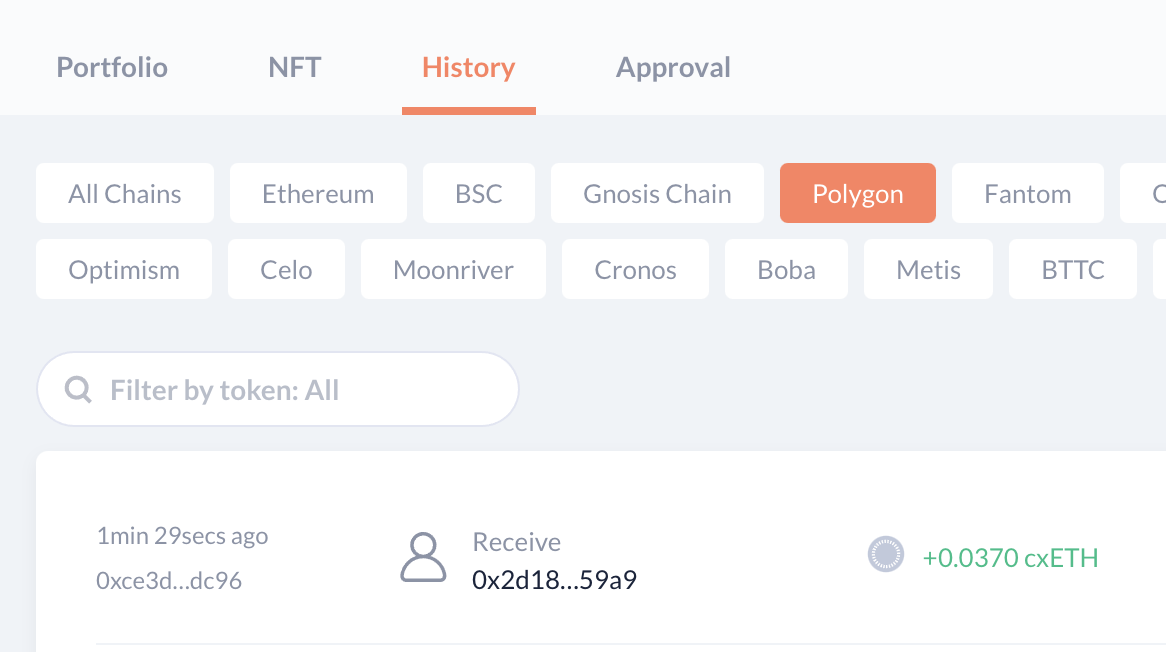 Portfolio NFT History Approval
All Chains Ethereum BSC Gnosis Chain Polygon Fantom
Optimism Celo Moonriver Cronos Boba Metis BTTC
Filter by token: All
1min 29secs ago Receive
+0.0370 cxETH
0xce3d...dc96 0x2d18...59a9